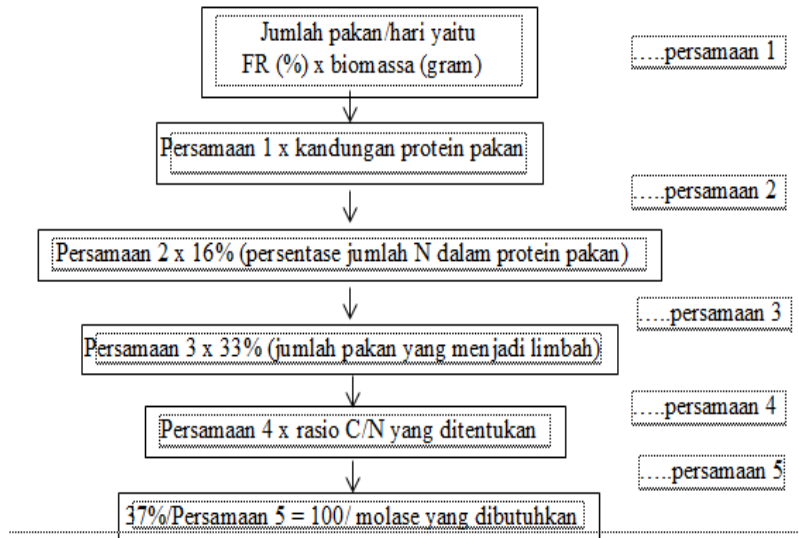 Jumlah pakan/hari yaitu
FR (%) x biomassa (gram)
.....persamaan 1
Persamaan 1 x kandungan protein pakan
.....persamaan 2
Persamaan 2 x 16% (persentase jumlah N dalam protein pakan)
.....persamaan 3
Persamaan 3 x 33% (jumlah pakan yang menjadi limbah)
.....persamaan 4
Persamaan 4 x rasio C/N yang ditentukan
.....persamaan 5
37%/Persamaan 5 = 100/ molase yang dibutuhkan